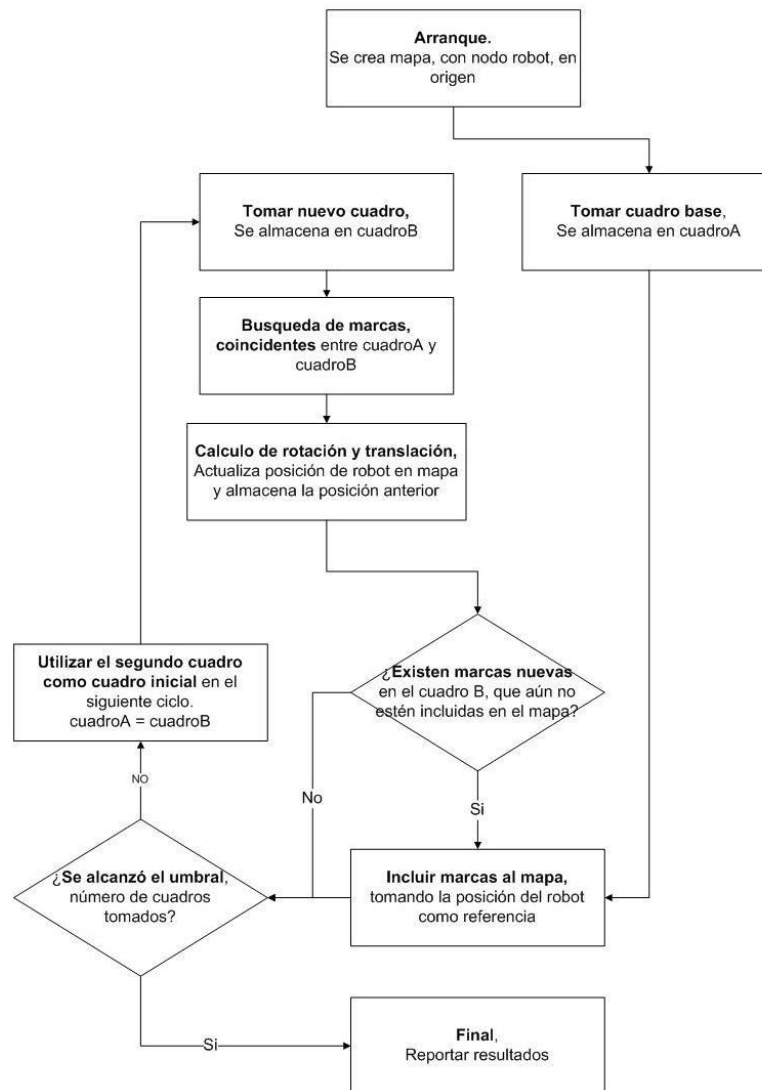 Arranque.
Se crea mapa, con nodo robot, en
origen
Tomar nuevo cuadro,
Se almacena en cuadroB
Tomar cuadro base,
Se almacena en cuadroA
Busqueda de marcas,
coincidentes entre cuadroA y
cuadroB
Calculo de rotación y translación,
Actualiza posición de robot en mapa
y almacena la posición anterior
Utilizar el segundo cuadro
como cuadro inicial en el
siguiente ciclo.
cuadroA = cuadroB
¿Existen marcas nuevas
en el cuadro B, que aún no
estén incluidas en el mapa?
NO
No
Si
¿Se alcanzó el umbral,
número de cuadros
tomados?
Incluir marcas al mapa,
tomando la posición del robot
como referencia
Si
Final,
Reportar resultados